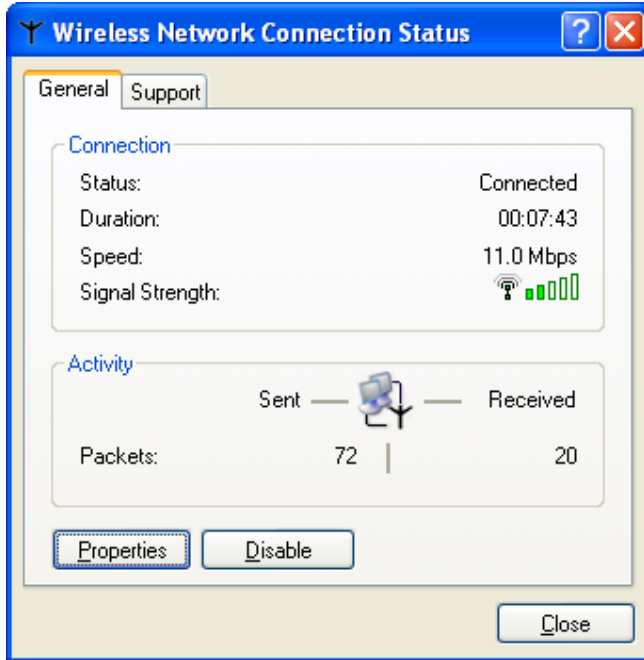 Wireless Network Connection Status
General Support
Connection
Status: Connected
Duration: 00:07:43
Speed: 11.0 Mbps
Signal Strength:
Activity
Sent Received
Packets: 72 20
Properties Disable
Close